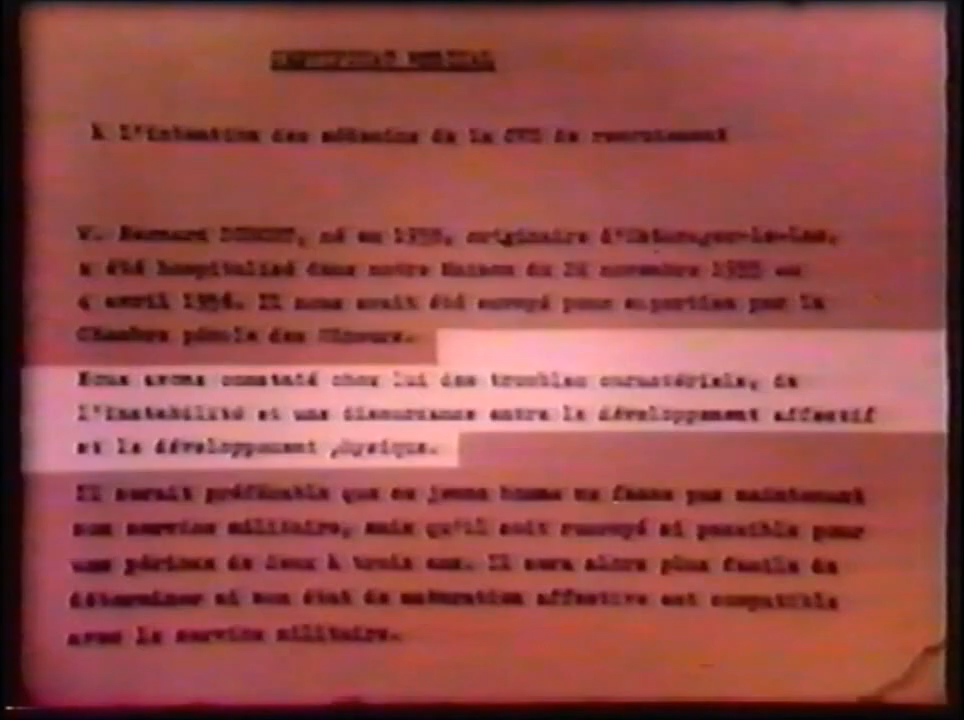 CERTIFICAT MEDICAL
A l'intention des médecins de la de recrutement
Bernard né en originaire
a été hospitalisé dans notre Maison du novembre au
4 avril Il nous avait été envoyé pour expertise par la
Chambre pénale des Mineurs.
Nous avons constaté chez lui des troubles caractériels, de
l'instabilité et une discordance entre le développement affectif
et le développement physique.
Il serait préférable que ce jeune homme ne fasse pas maintenant
son service militaire, mais qu'il soit renvoyé si possible pour
une période de deux à trois ans. Il sera alors plus facile de
déterminer si son état de maturation affective est compatible
avec le service militaire.